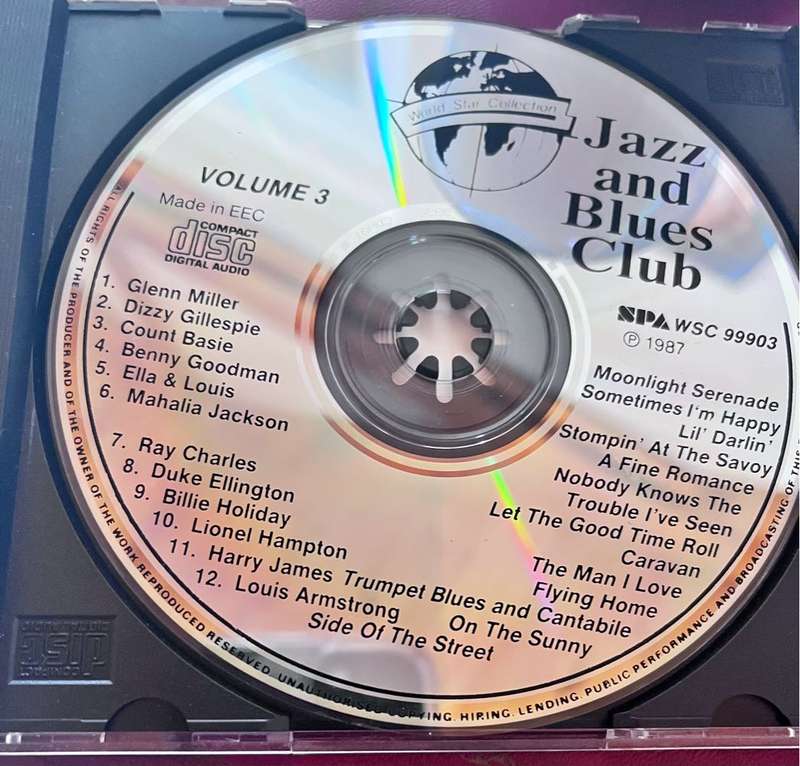 World Star Collection
Jazz
and
Blues
Club
VOLUME 3
Made in EEC
COMPACT
disc
DIGITAL AUDIO
SPA WSC 99903
Ⓟ 1987
1. Glenn Miller Moonlight Serenade
2. Dizzy Gillespie Sometimes I'm Happy
3. Count Basie Lil' Darlin'
4. Benny Goodman Stompin' At The Savoy
5. Ella & Louis A Fine Romance
6. Mahalia Jackson Nobody Knows The
Trouble I've Seen
7. Ray Charles Let The Good Time Roll
8. Duke Ellington Caravan
9. Billie Holiday The Man I Love
10. Lionel Hampton Flying Home
11. Harry James Trumpet Blues and Cantabile
12. Louis Armstrong On The Sunny
Side Of The Street
ALL RIGHTS OF THE PRODUCER AND OF THE OWNER OF THE WORK REPRODUCED RESERVED. UNAUTHORISED COPYING. HIRING. LENDING. PUBLIC PERFORMANCE AND BROADCASTING OF THIS
COMPACT
disc
DIGITAL AUDIO